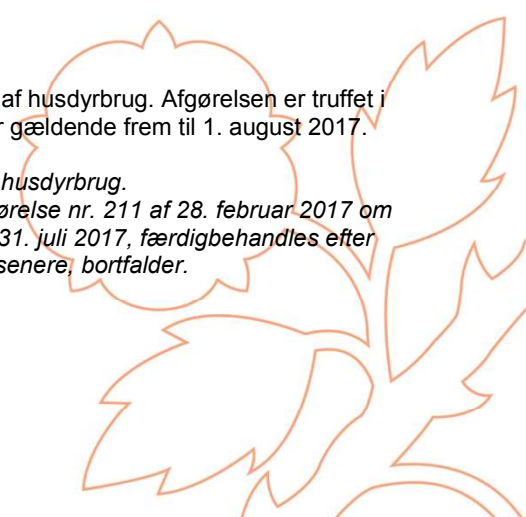 af husdyrbrug. Afgørelsen er truffet i
gældende frem til 1. august 2017.
husdyrbrug.
ørelse nr. 211 af 28. februar 2017 om
31. juli 2017, færdigbehandles efter
senere, bortfalder.